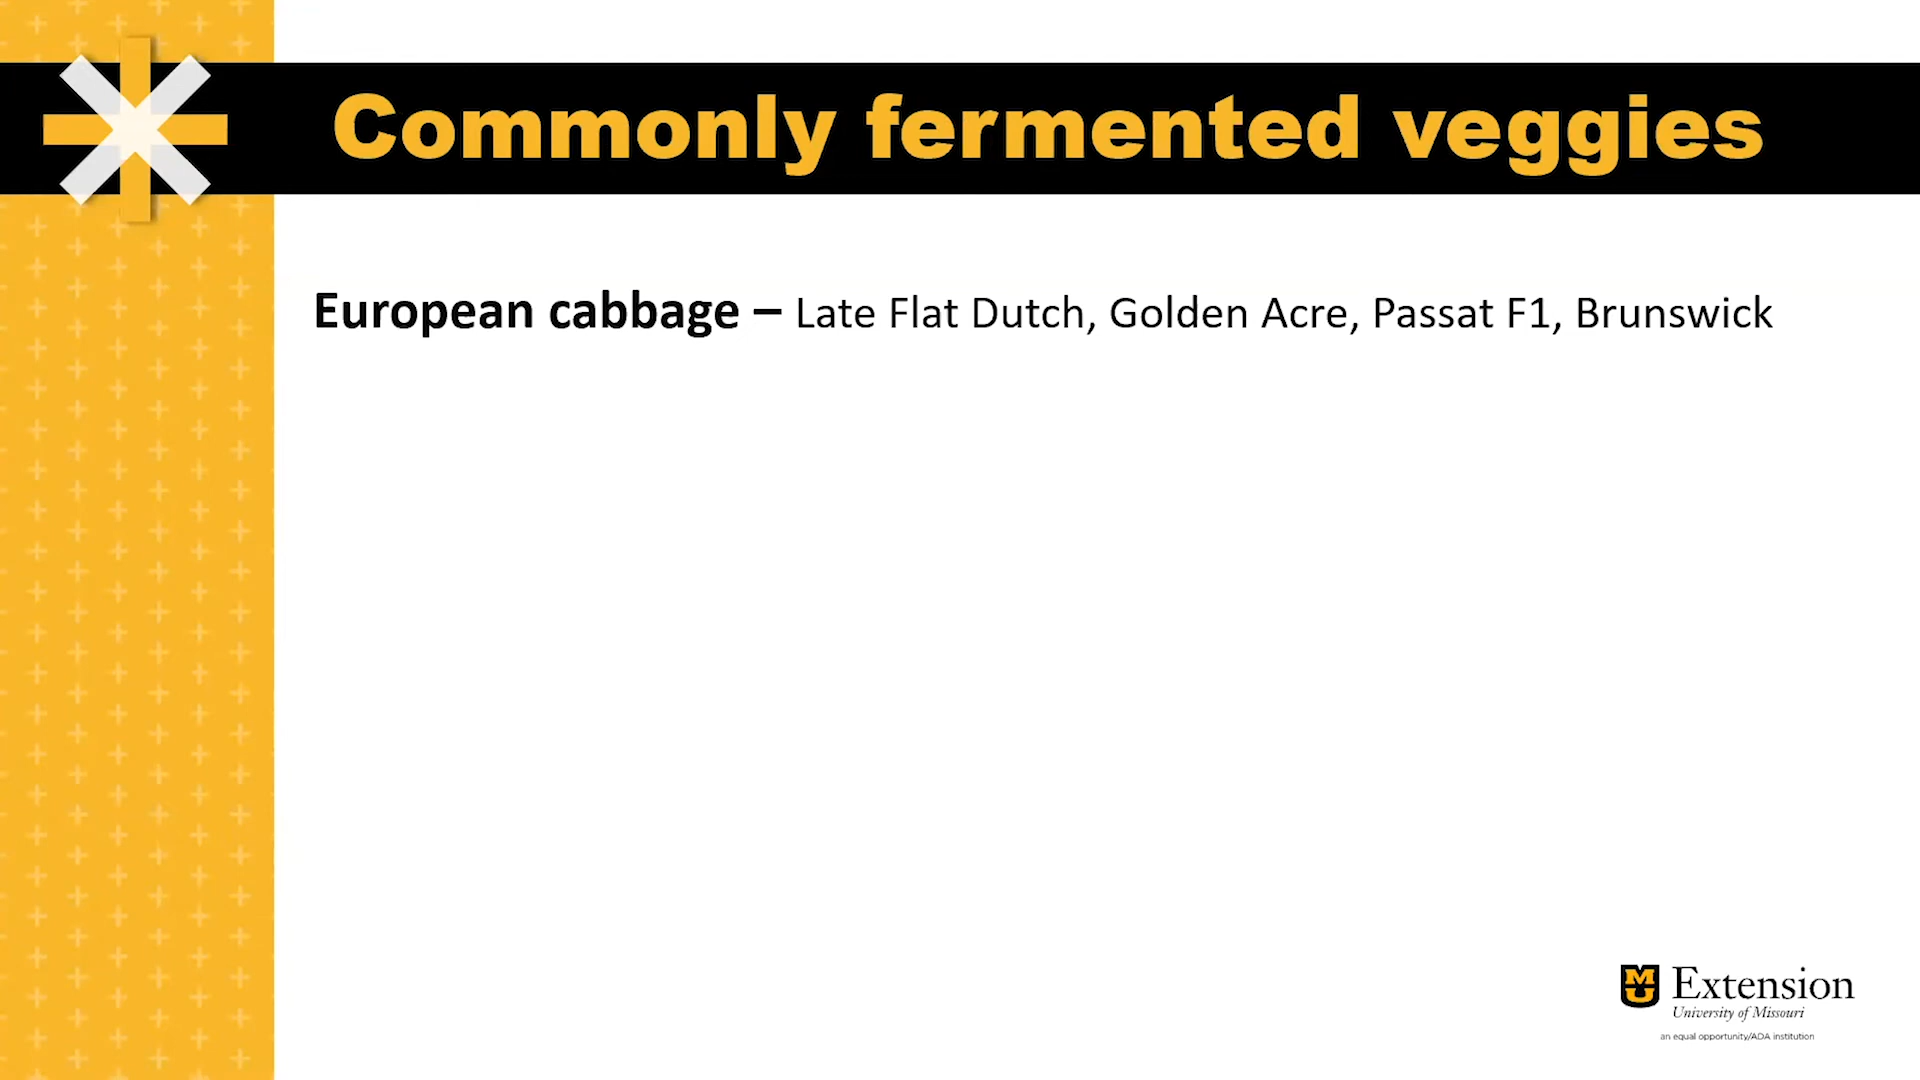 Commonly fermented veggies
European cabbage – Late Flat Dutch, Golden Acre, Passat F1, Brunswick
MU
Extension
University of Missouri
an equal opportunity/ADA institution